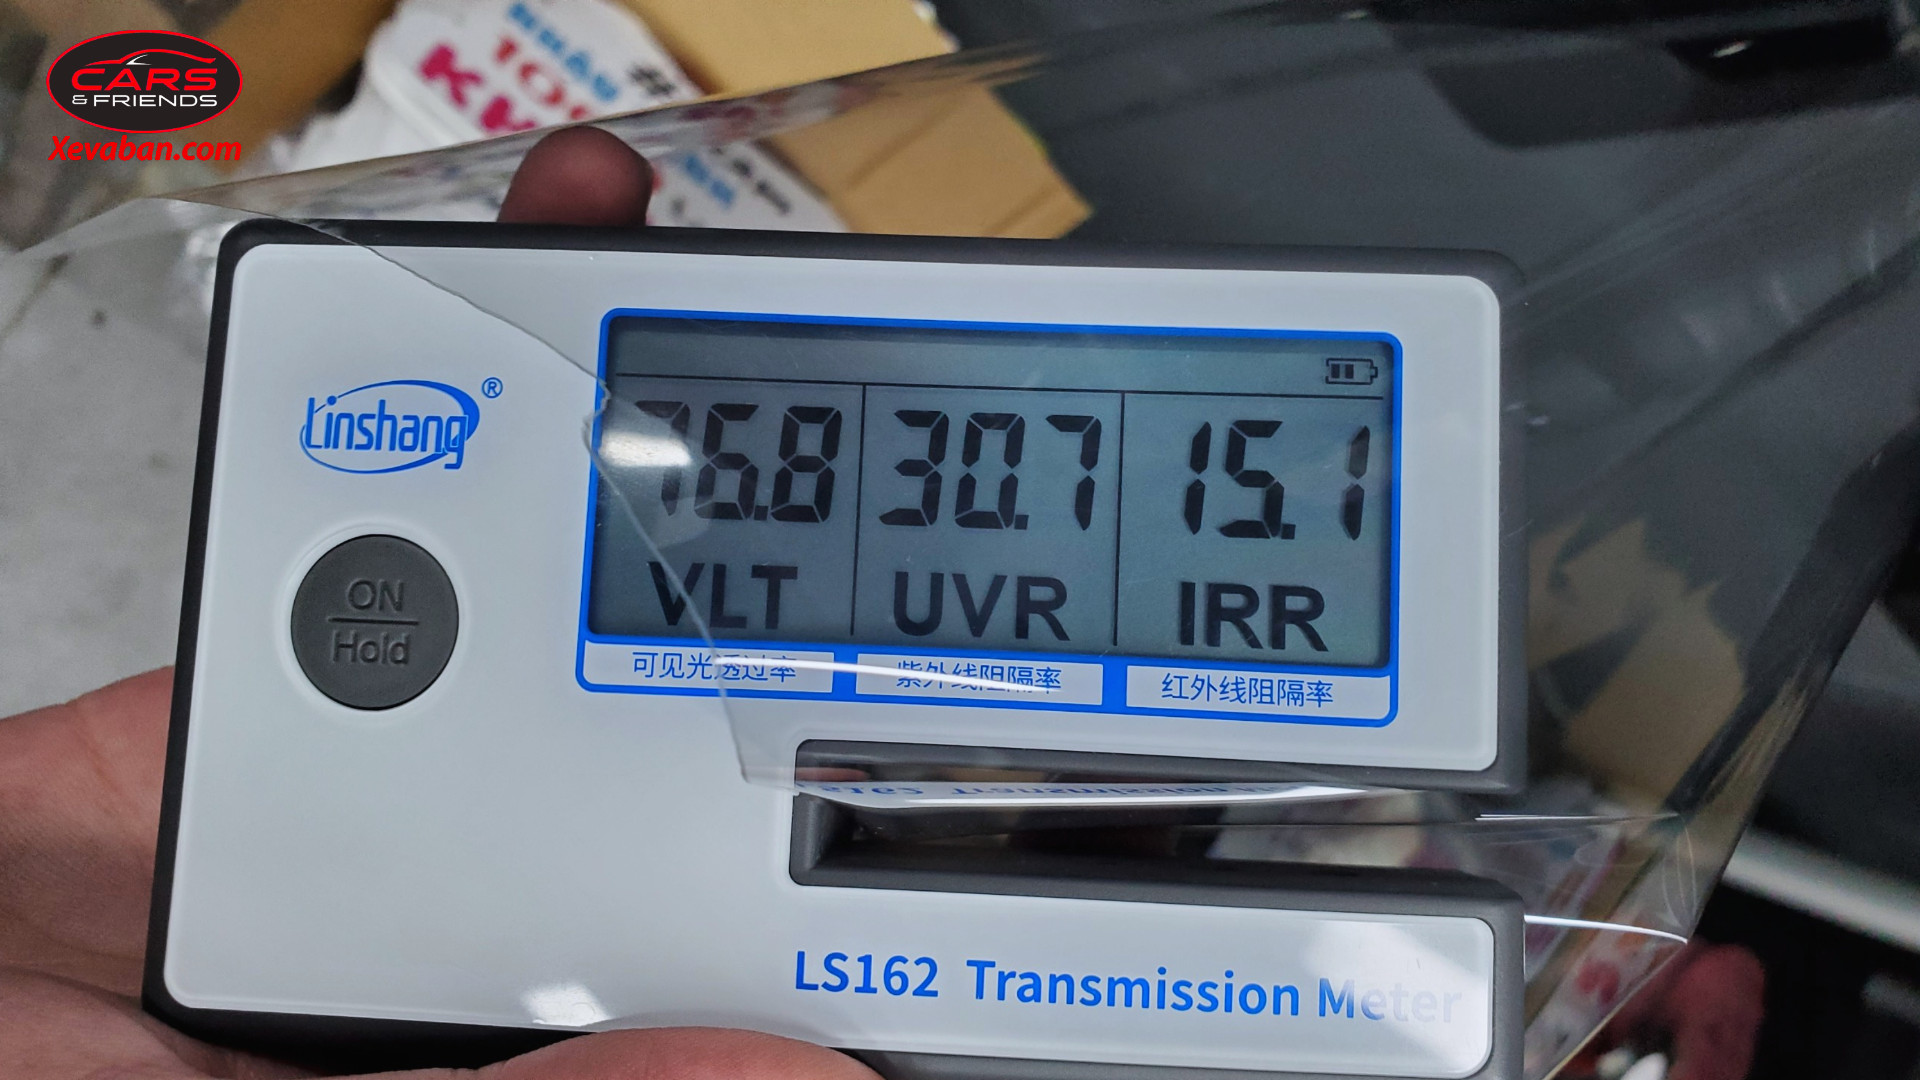 CARS
& FRIENDS
Xevaban.com
Linshang®
ON
Hold
76.8 30.7 15.1
VLT UVR IRR
可见光透过率 紫外线阻隔率 红外线阻隔率
LS162 Transmission Meter